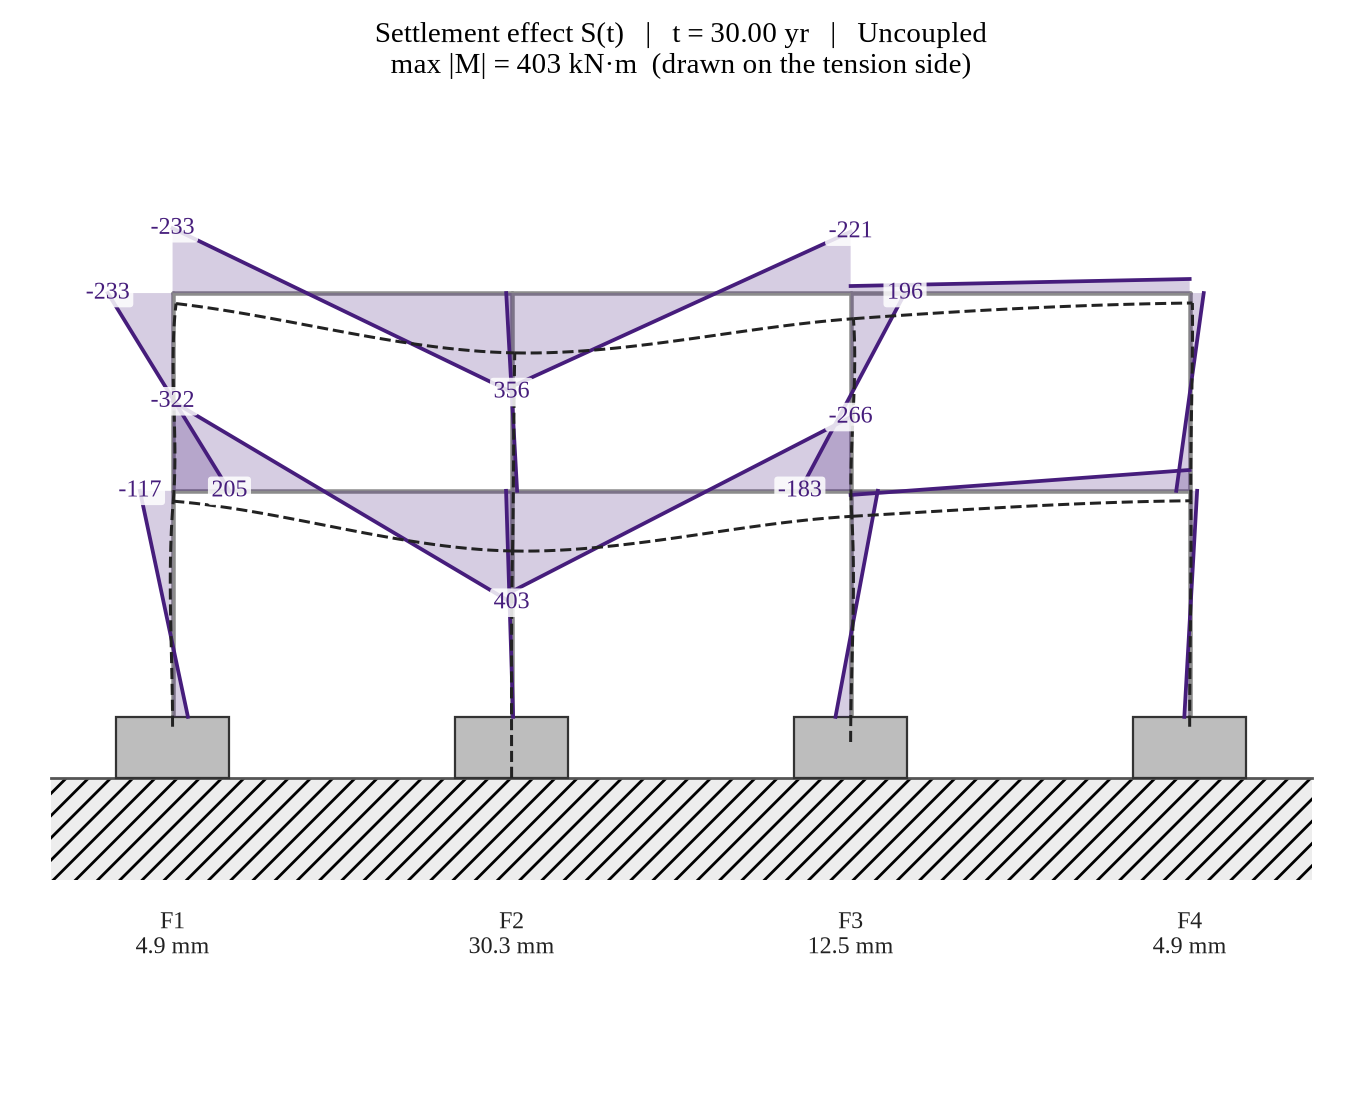 Settlement effect S(t) | t = 30.00 yr | Uncoupled
max |M| = 403 kN·m (drawn on the tension side)
-233
-221
-233
196
356
-322
-266
-117
205
-183
403
F1
4.9 mm
F2
30.3 mm
F3
12.5 mm
F4
4.9 mm